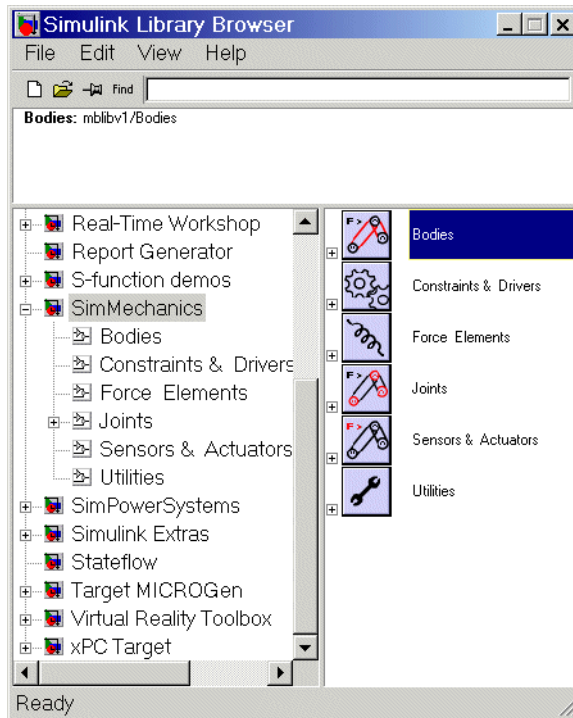 Simulink Library Browser
File Edit View Help
Find
Bodies: mblibv1/Bodies
Real-Time Workshop
Report Generator
S-function demos
SimMechanics
Bodies
Constraints & Drivers
Force Elements
Joints
Sensors & Actuators
Utilities
SimPowerSystems
Simulink Extras
Stateflow
Target MICROGen
Virtual Reality Toolbox
xPC Target
F> Bodies
Constraints & Drivers
Force Elements
F> Joints
F> Sensors & Actuators
Utilities
Ready